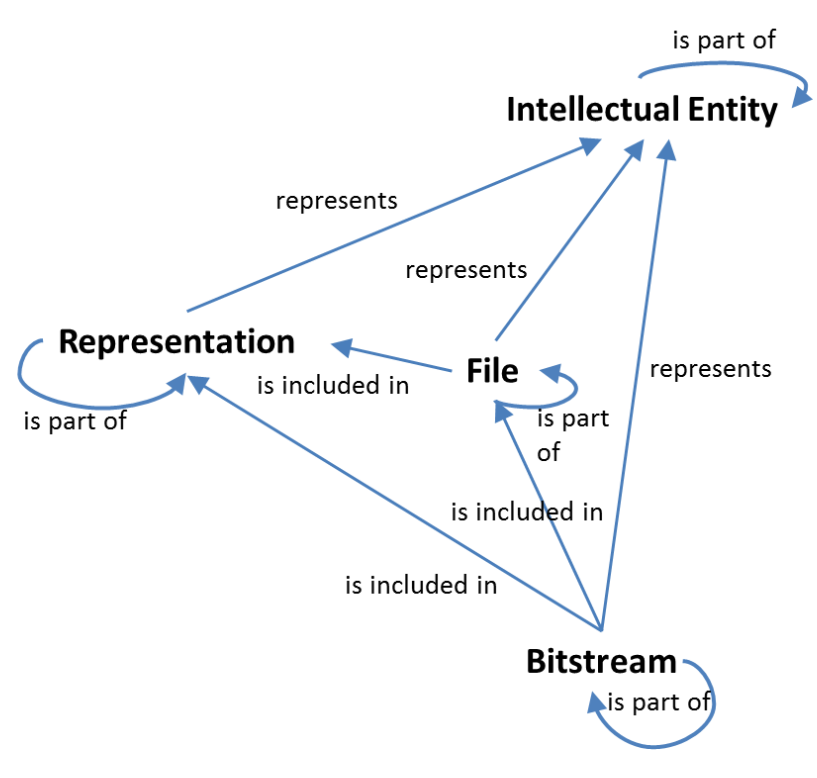 is part of
Intellectual Entity
represents
represents
Representation
File
represents
is included in
is part of
is part
of
is included in
is included in
Bitstream
is part of